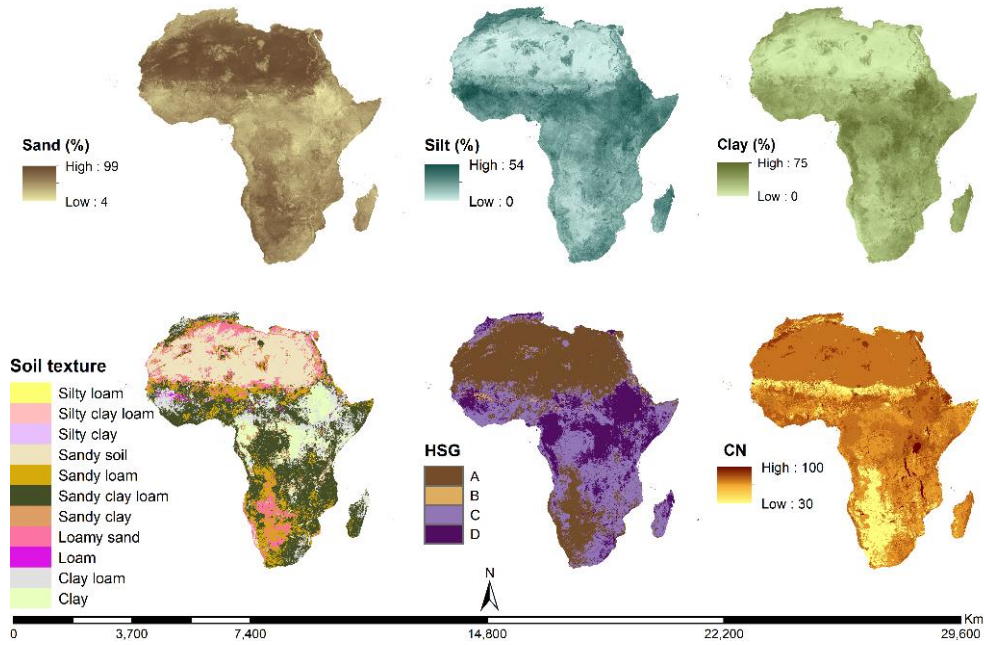 Sand (%)
High : 99
Low : 4
Silt (%)
High : 54
Low : 0
Clay (%)
High : 75
Low : 0
Soil texture
Silty loam
Silty clay loam
Silty clay
Sandy soil
Sandy loam
Sandy clay loam
Sandy clay
Loamy sand
Loam
Clay loam
Clay
HSG
A
B
C
D
CN
High : 100
Low : 30
N
Km
0 3,700 7,400 14,800 22,200 29,600